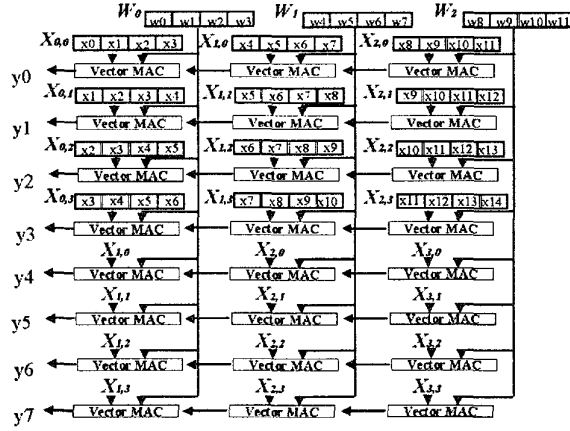 W0 W1 W2
w0 w1 w2 w3 w4 w5 w6 w7 w8 w9 w10 w11
X0,0 x0 x1 x2 x3 X1,0 x4 x5 x6 x7 X2,0 x8 x9 x10 x11
y0 Vector MAC Vector MAC Vector MAC
X0,1 x1 x2 x3 x4 X1,1 x5 x6 x7 x8 X2,1 x9 x10 x11 x12
y1 Vector MAC Vector MAC Vector MAC
X0,2 x2 x3 x4 x5 X1,2 x6 x7 x8 x9 X2,2 x10 x11 x12 x13
y2 Vector MAC Vector MAC Vector MAC
X0,3 x3 x4 x5 x6 X1,3 x7 x8 x9 x10 X2,3 x11 x12 x13 x14
y3 Vector MAC Vector MAC Vector MAC
X1,0 X2,0 X3,0
y4 Vector MAC Vector MAC Vector MAC
X1,1 X2,1 X3,1
y5 Vector MAC Vector MAC Vector MAC
X1,2 X2,2 X3,2
y6 Vector MAC Vector MAC Vector MAC
X1,3 X2,3 X3,3
y7 Vector MAC Vector MAC Vector MAC